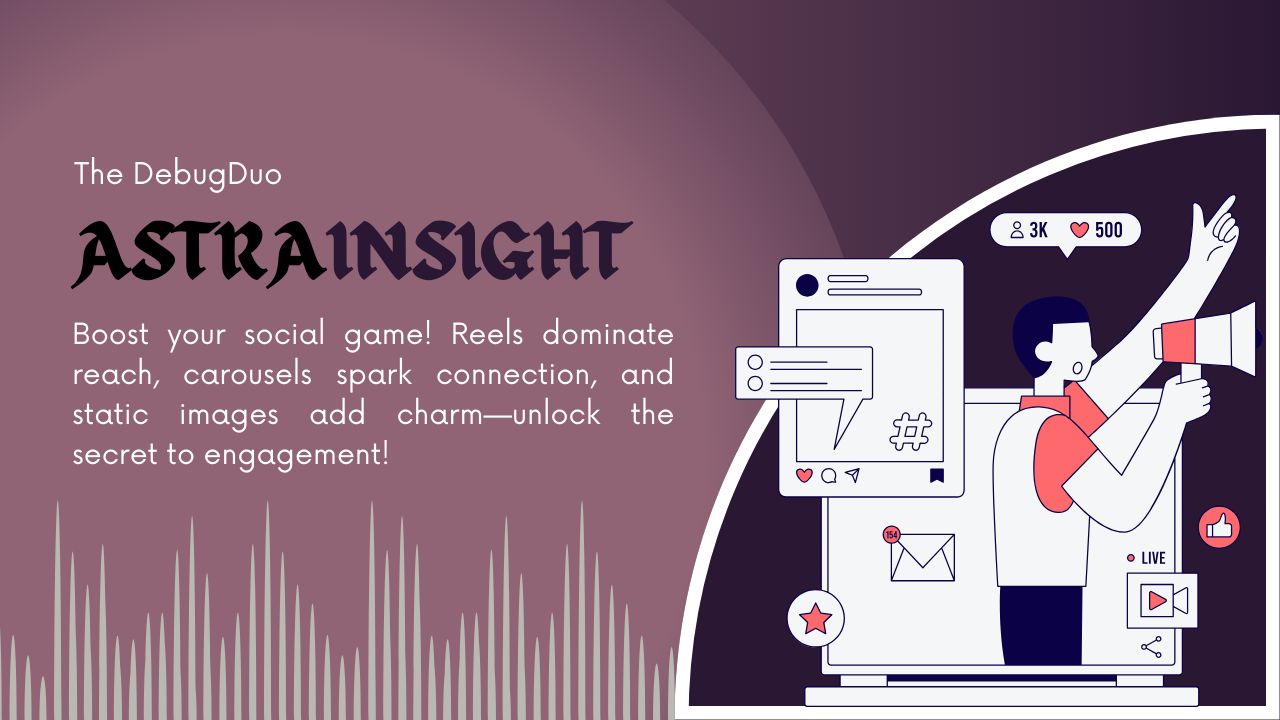 The DebugDuo
ASTRAINSIGHT
Boost your social game! Reels dominate
reach, carousels spark connection, and
static images add charm—unlock the
secret to engagement!
3K 500
#
154
LIVE